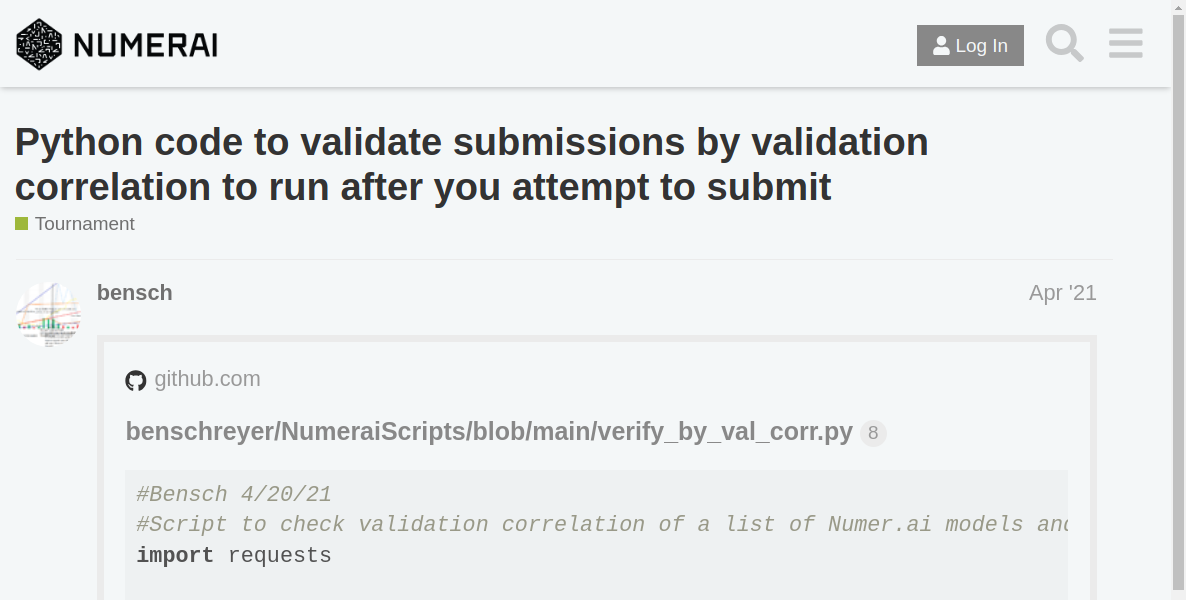 NUMERAI
Log In
Python code to validate submissions by validation
correlation to run after you attempt to submit
Tournament
bensch
Apr '21
github.com
benschreyer/NumeraiScripts/blob/main/verify_by_val_corr.py 8
#Bensch 4/20/21
#Script to check validation correlation of a list of Numer.ai models and
import requests